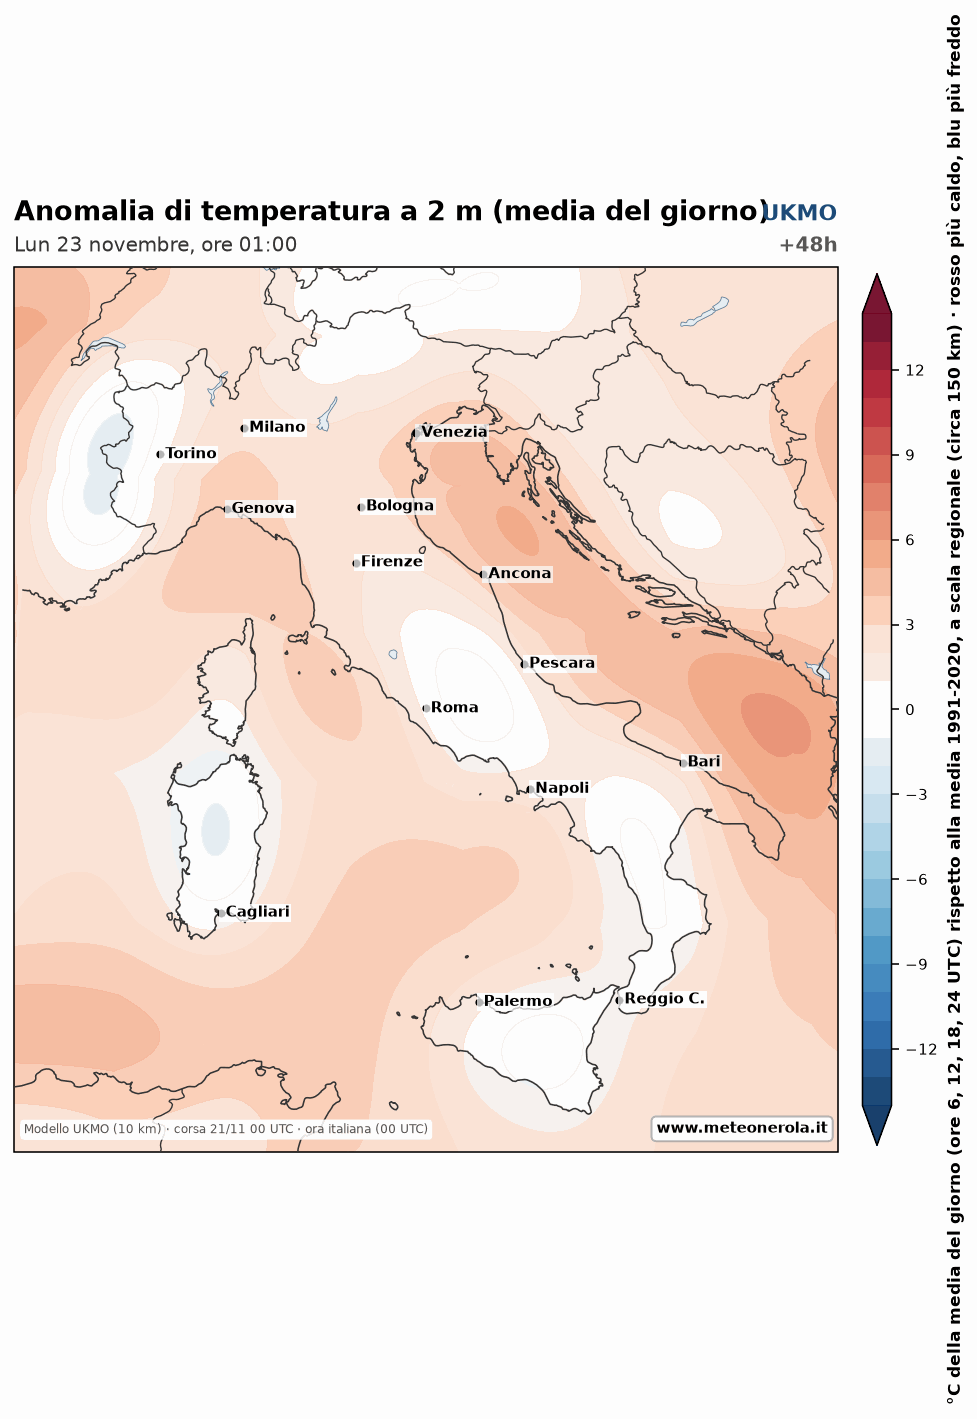 Anomalia di temperatura a 2 m (media del giorno)
UKMO
Lun 23 novembre, ore 01:00
+48h
Milano
Torino
Venezia
Genova
Bologna
Firenze
Ancona
Pescara
Roma
Bari
Napoli
Cagliari
Palermo
Reggio C.
Modello UKMO (10 km) · corsa 21/11 00 UTC · ora italiana (00 UTC)
www.meteonerola.it
12
9
6
3
0
−3
−6
−9
−12
°C della media del giorno (ore 6, 12, 18, 24 UTC) rispetto alla media 1991-2020, a scala regionale (circa 150 km) · rosso più caldo, blu più freddo